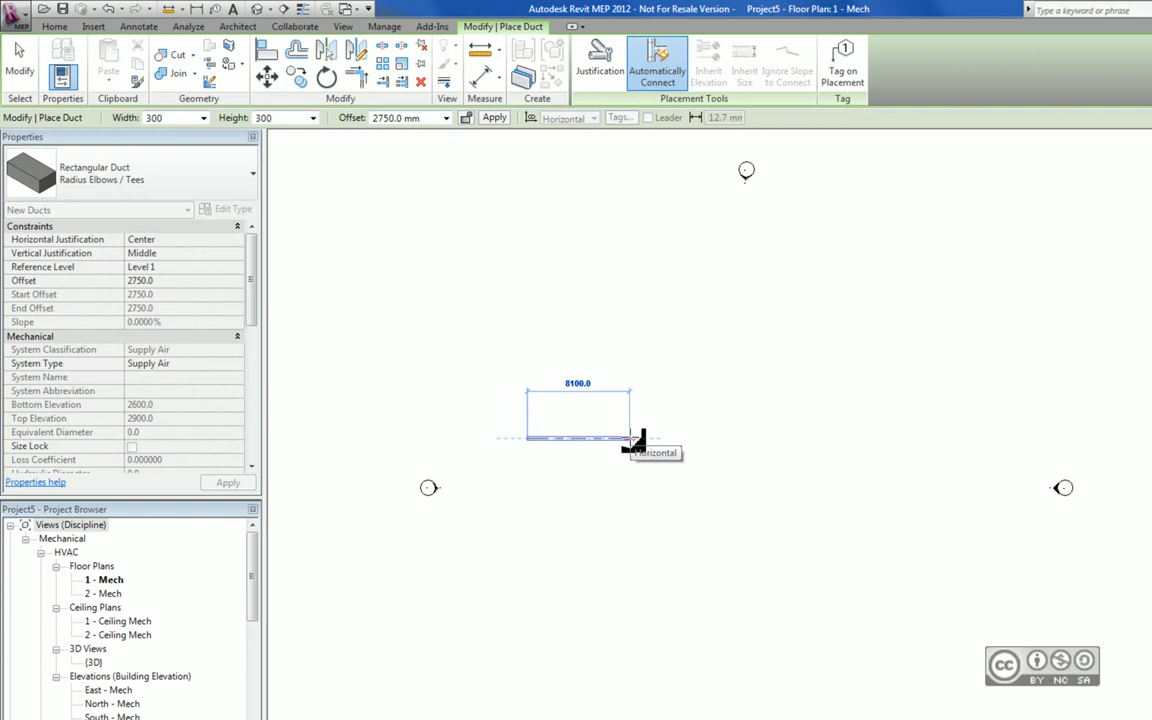 Autodesk Revit MEP 2012 - Not For Resale Version - Project5 - Floor Plan: 1 - Mech
Type a keyword or phrase
MEP
Home Insert Annotate Analyze Architect Collaborate View Manage Add-Ins Modify | Place Duct
Modify
Paste
Cut
Join
Justification
Automatically Connect
Inherit Elevation
Inherit Size
Ignore Slope to Connect
Tag on Placement
Select Properties Clipboard Geometry Modify View Measure Create Placement Tools Tag
Modify | Place Duct Width: 300 Height: 300 Offset: 2750.0 mm Apply Horizontal Tags... Leader 12.7 mm
Properties
Rectangular Duct
Radius Elbows / Tees
New Ducts Edit Type
Constraints
Horizontal Justification Center
Vertical Justification Middle
Reference Level Level 1
Offset 2750.0
Start Offset 2750.0
End Offset 2750.0
Slope 0.0000%
Mechanical
System Classification Supply Air
System Type Supply Air
System Name
System Abbreviation
Bottom Elevation 2600.0
Top Elevation 2900.0
Equivalent Diameter 0.0
Size Lock
Loss Coefficient 0.000000
Properties help Apply
Project5 - Project Browser
Views (Discipline)
Mechanical
HVAC
Floor Plans
1 - Mech
2 - Mech
Ceiling Plans
1 - Ceiling Mech
2 - Ceiling Mech
3D Views
{3D}
Elevations (Building Elevation)
East - Mech
North - Mech
South - Mech
8100.0
Horizontal
cc
BY NC SA